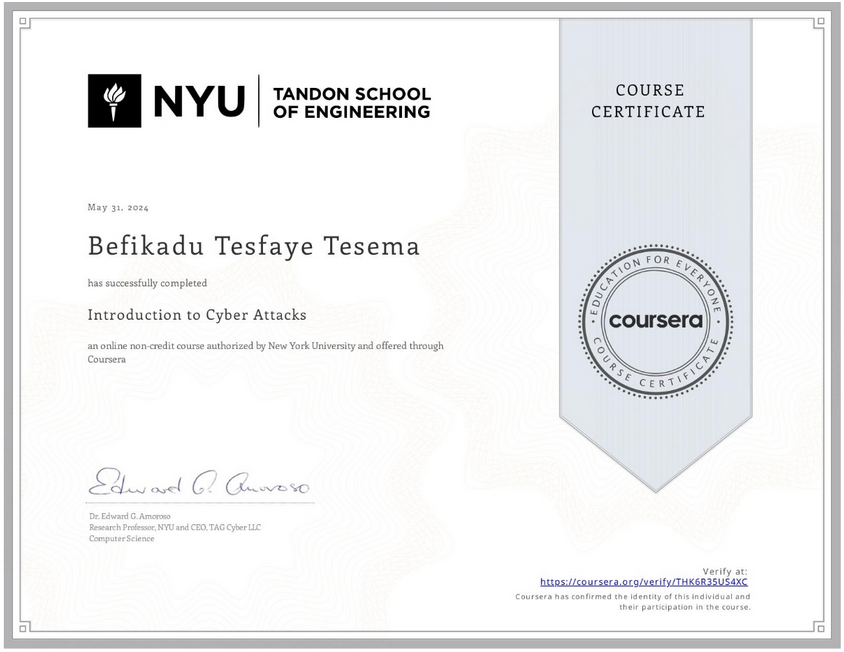 NYU
TANDON SCHOOL
OF ENGINEERING
COURSE
CERTIFICATE
May 31, 2024
Befikadu Tesfaye Tesema
has successfully completed
Introduction to Cyber Attacks
an online non-credit course authorized by New York University and offered through
Coursera
EDUCATION FOR EVERYONE
coursera
COURSE CERTIFICATE
Edward G. Amoroso
Dr. Edward G. Amoroso
Research Professor, NYU and CEO, TAG Cyber LLC
Computer Science
Verify at:
https://coursera.org/verify/THK6R35US4XC
Coursera has confirmed the identity of this individual and
their participation in the course.